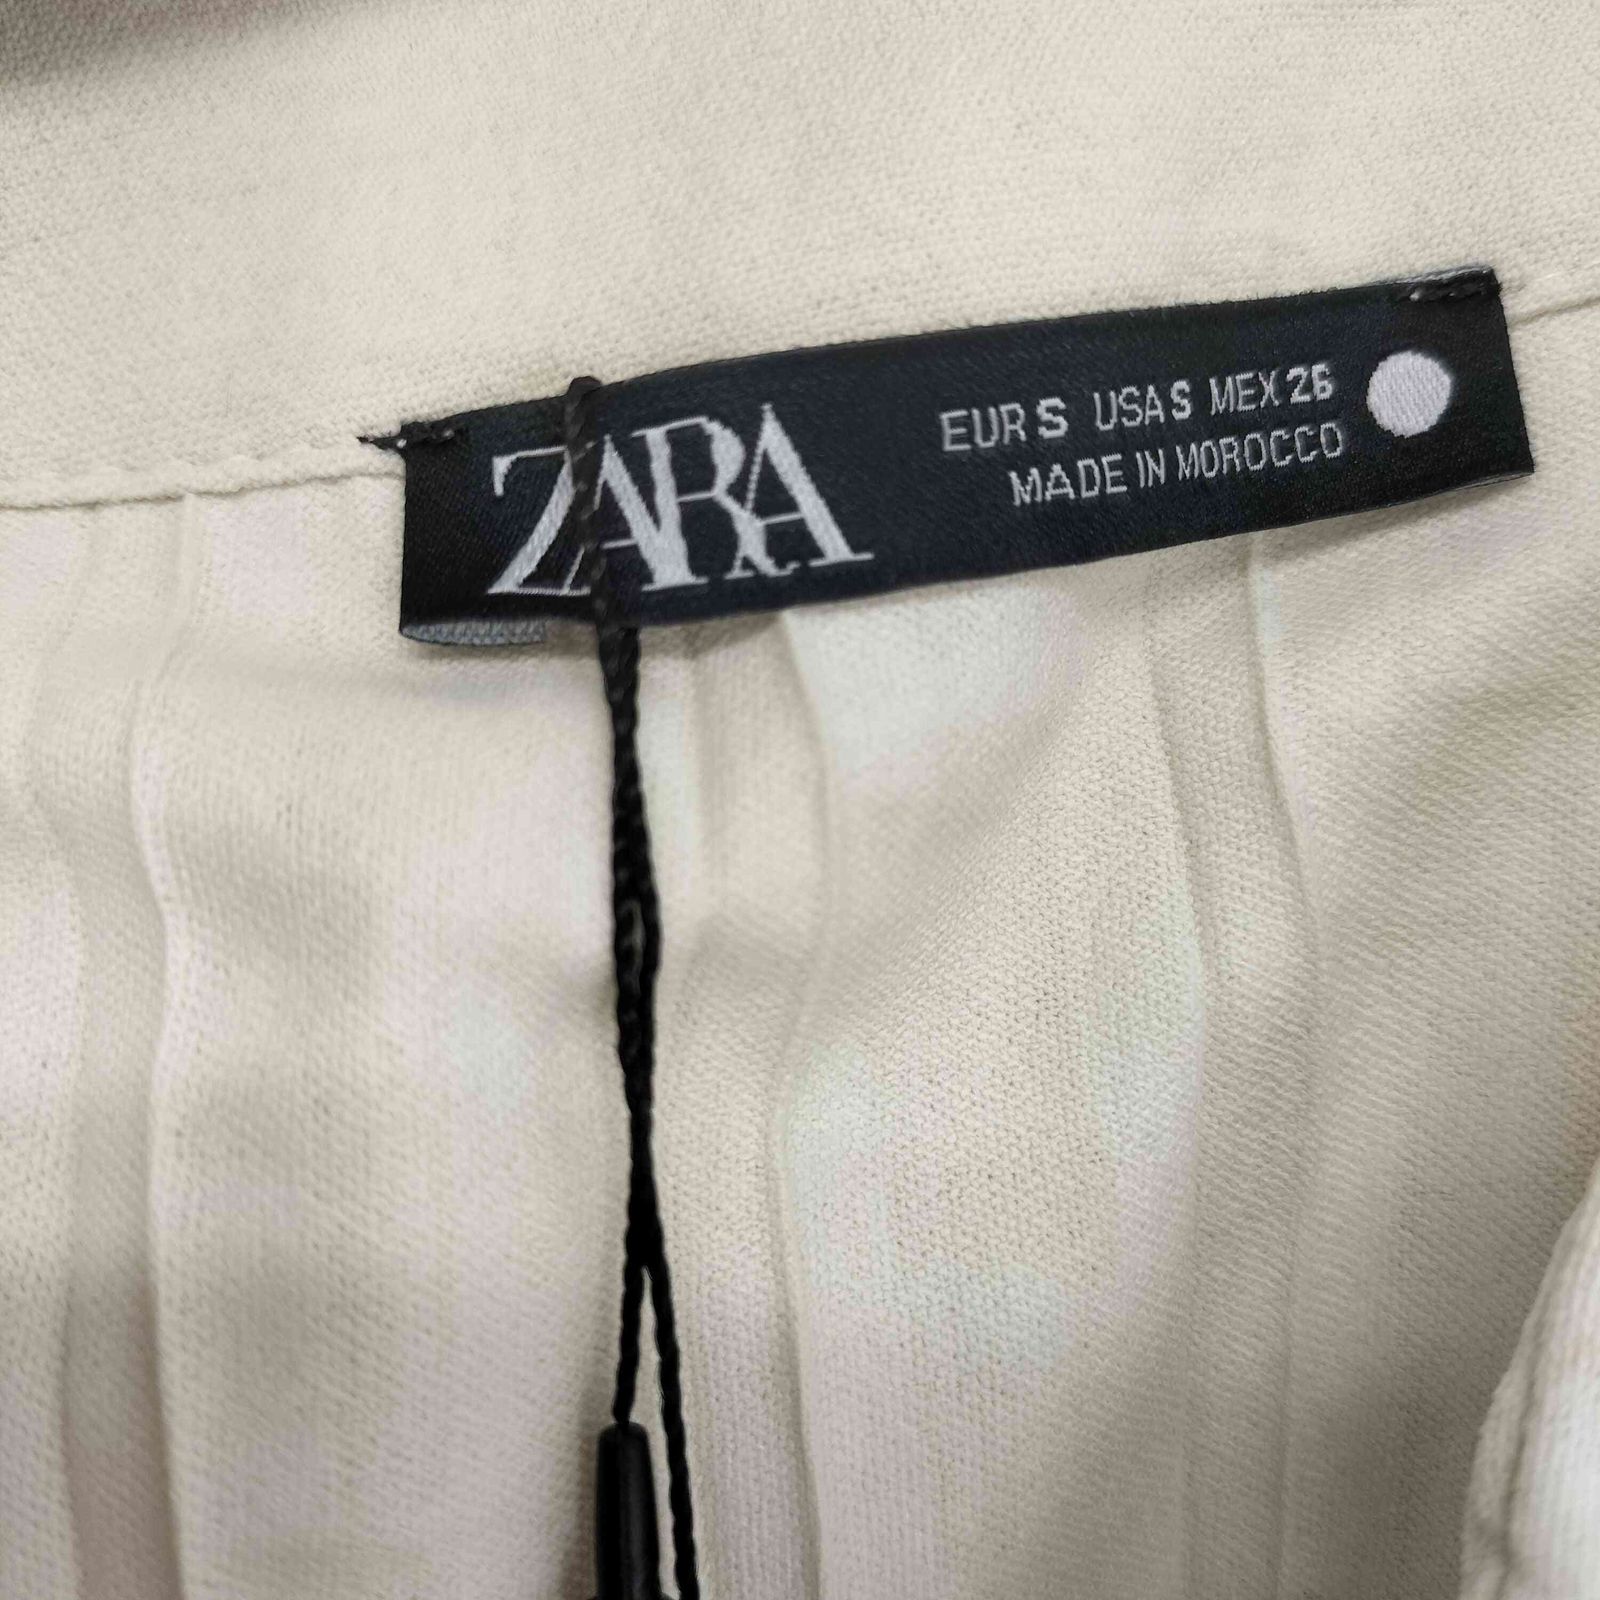 ZARA
EUR S USA S MEX 26
MADE IN MOROCCO